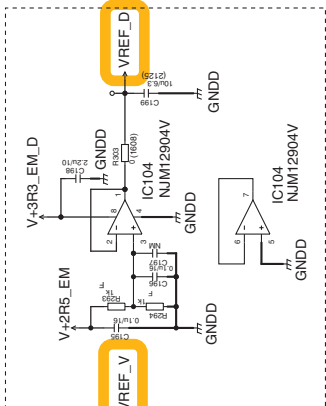 VREF_D
10u/6.3
(2125)
C199
GNDD
R303
0 (1608)
V+3R3_EM_D
C198
2.2u/10
GNDD
IC104
NJM12904V
1
8
4
2
3
GNDD
NM
C197
0.1u/16
C196
F
1k
R293
R294
1k
F
V+2R5_EM
0.1u/16
C195
GNDD
VREF_V
7
6
5
IC104
NJM12904V
GNDD